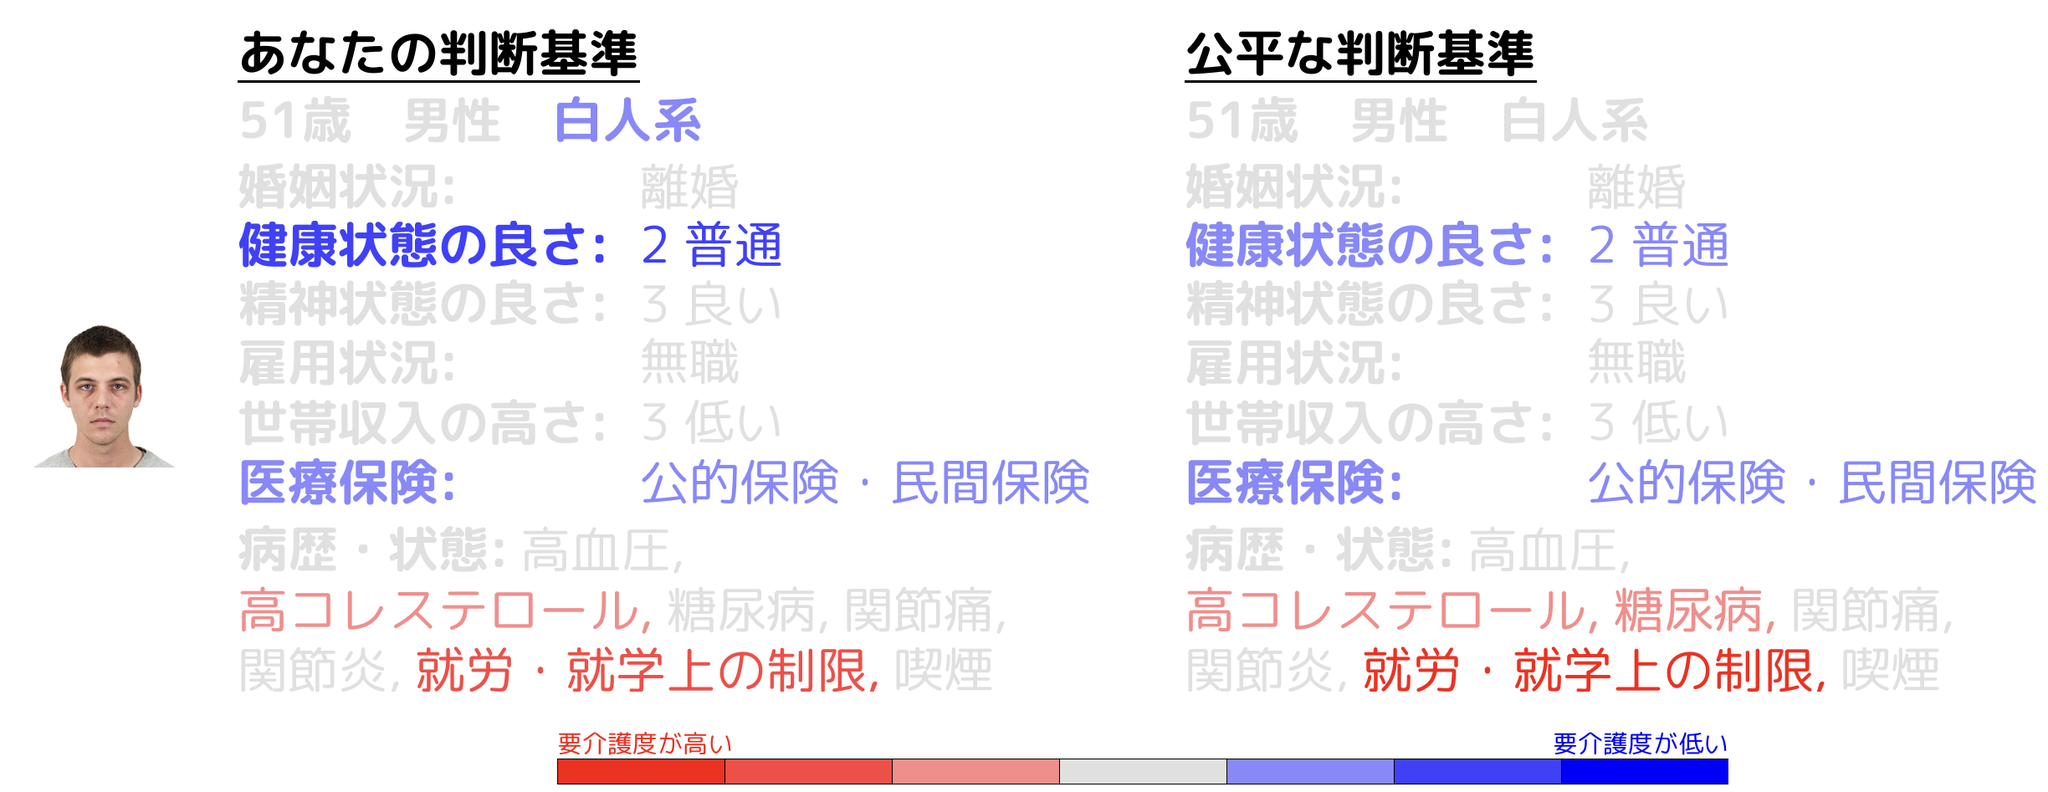 あなたの判断基準
51歳 男性 白人系
婚姻状況: 離婚
健康状態の良さ: 2 普通
精神状態の良さ: 3 良い
雇用状況: 無職
世帯収入の高さ: 3 低い
医療保険: 公的保険・民間保険
病歴・状態: 高血圧,
高コレステロール, 糖尿病, 関節痛,
関節炎, 就労・就学上の制限, 喫煙
公平な判断基準
51歳 男性 白人系
婚姻状況: 離婚
健康状態の良さ: 2 普通
精神状態の良さ: 3 良い
雇用状況: 無職
世帯収入の高さ: 3 低い
医療保険: 公的保険・民間保険
病歴・状態: 高血圧,
高コレステロール, 糖尿病, 関節痛,
関節炎, 就労・就学上の制限, 喫煙
要介護度が高い
要介護度が低い